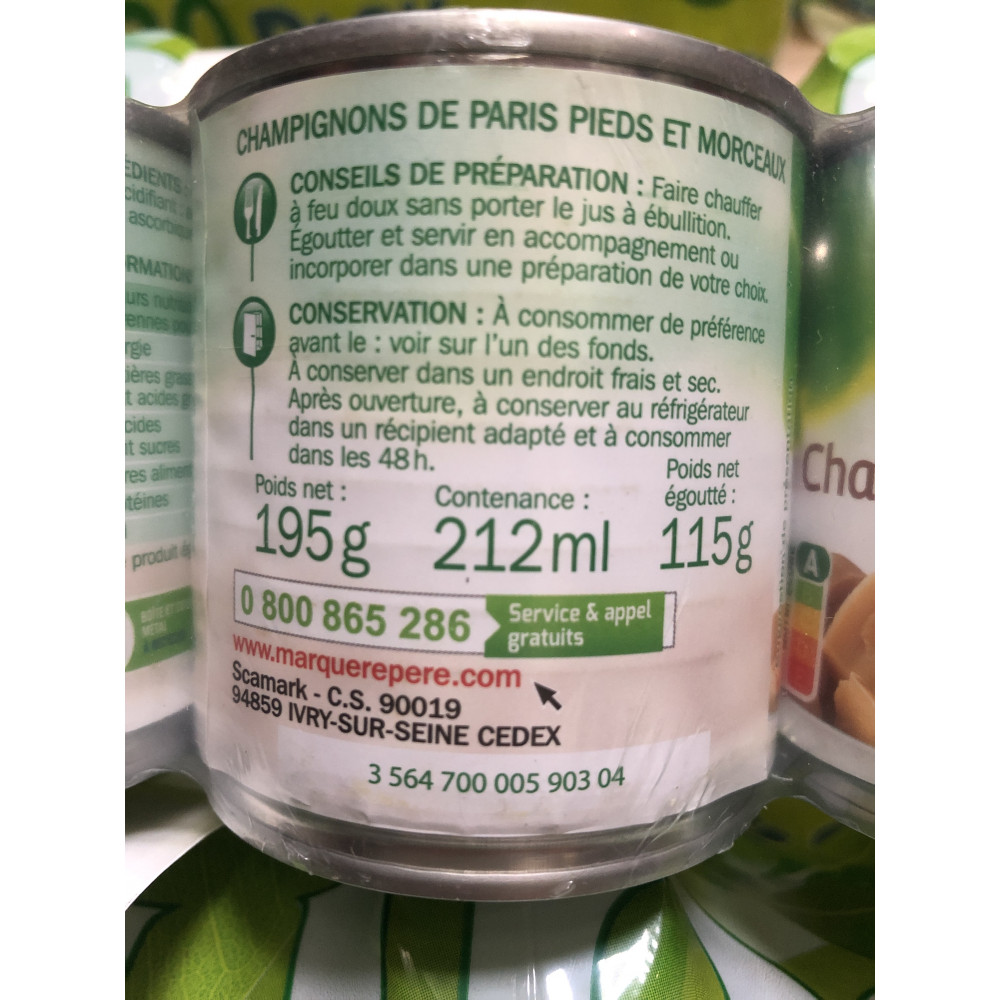 CHAMPIGNONS DE PARIS PIEDS ET MORCEAUX
CONSEILS DE PRÉPARATION : Faire chauffer
à feu doux sans porter le jus à ébullition.
Égoutter et servir en accompagnement ou
incorporer dans une préparation de votre choix.
CONSERVATION : À consommer de préférence
avant le : voir sur l'un des fonds.
À conserver dans un endroit frais et sec.
Après ouverture, à conserver au réfrigérateur
dans un récipient adapté et à consommer
dans les 48h.
Poids net :
195g
Contenance :
212ml
Poids net
égoutté :
115g
0 800 865 286
Service & appel
gratuits
www.marquerepere.com
Scamark - C.S. 90019
94859 IVRY-SUR-SEINE CEDEX
3 564 700 005 903 04
Cha
A
produit